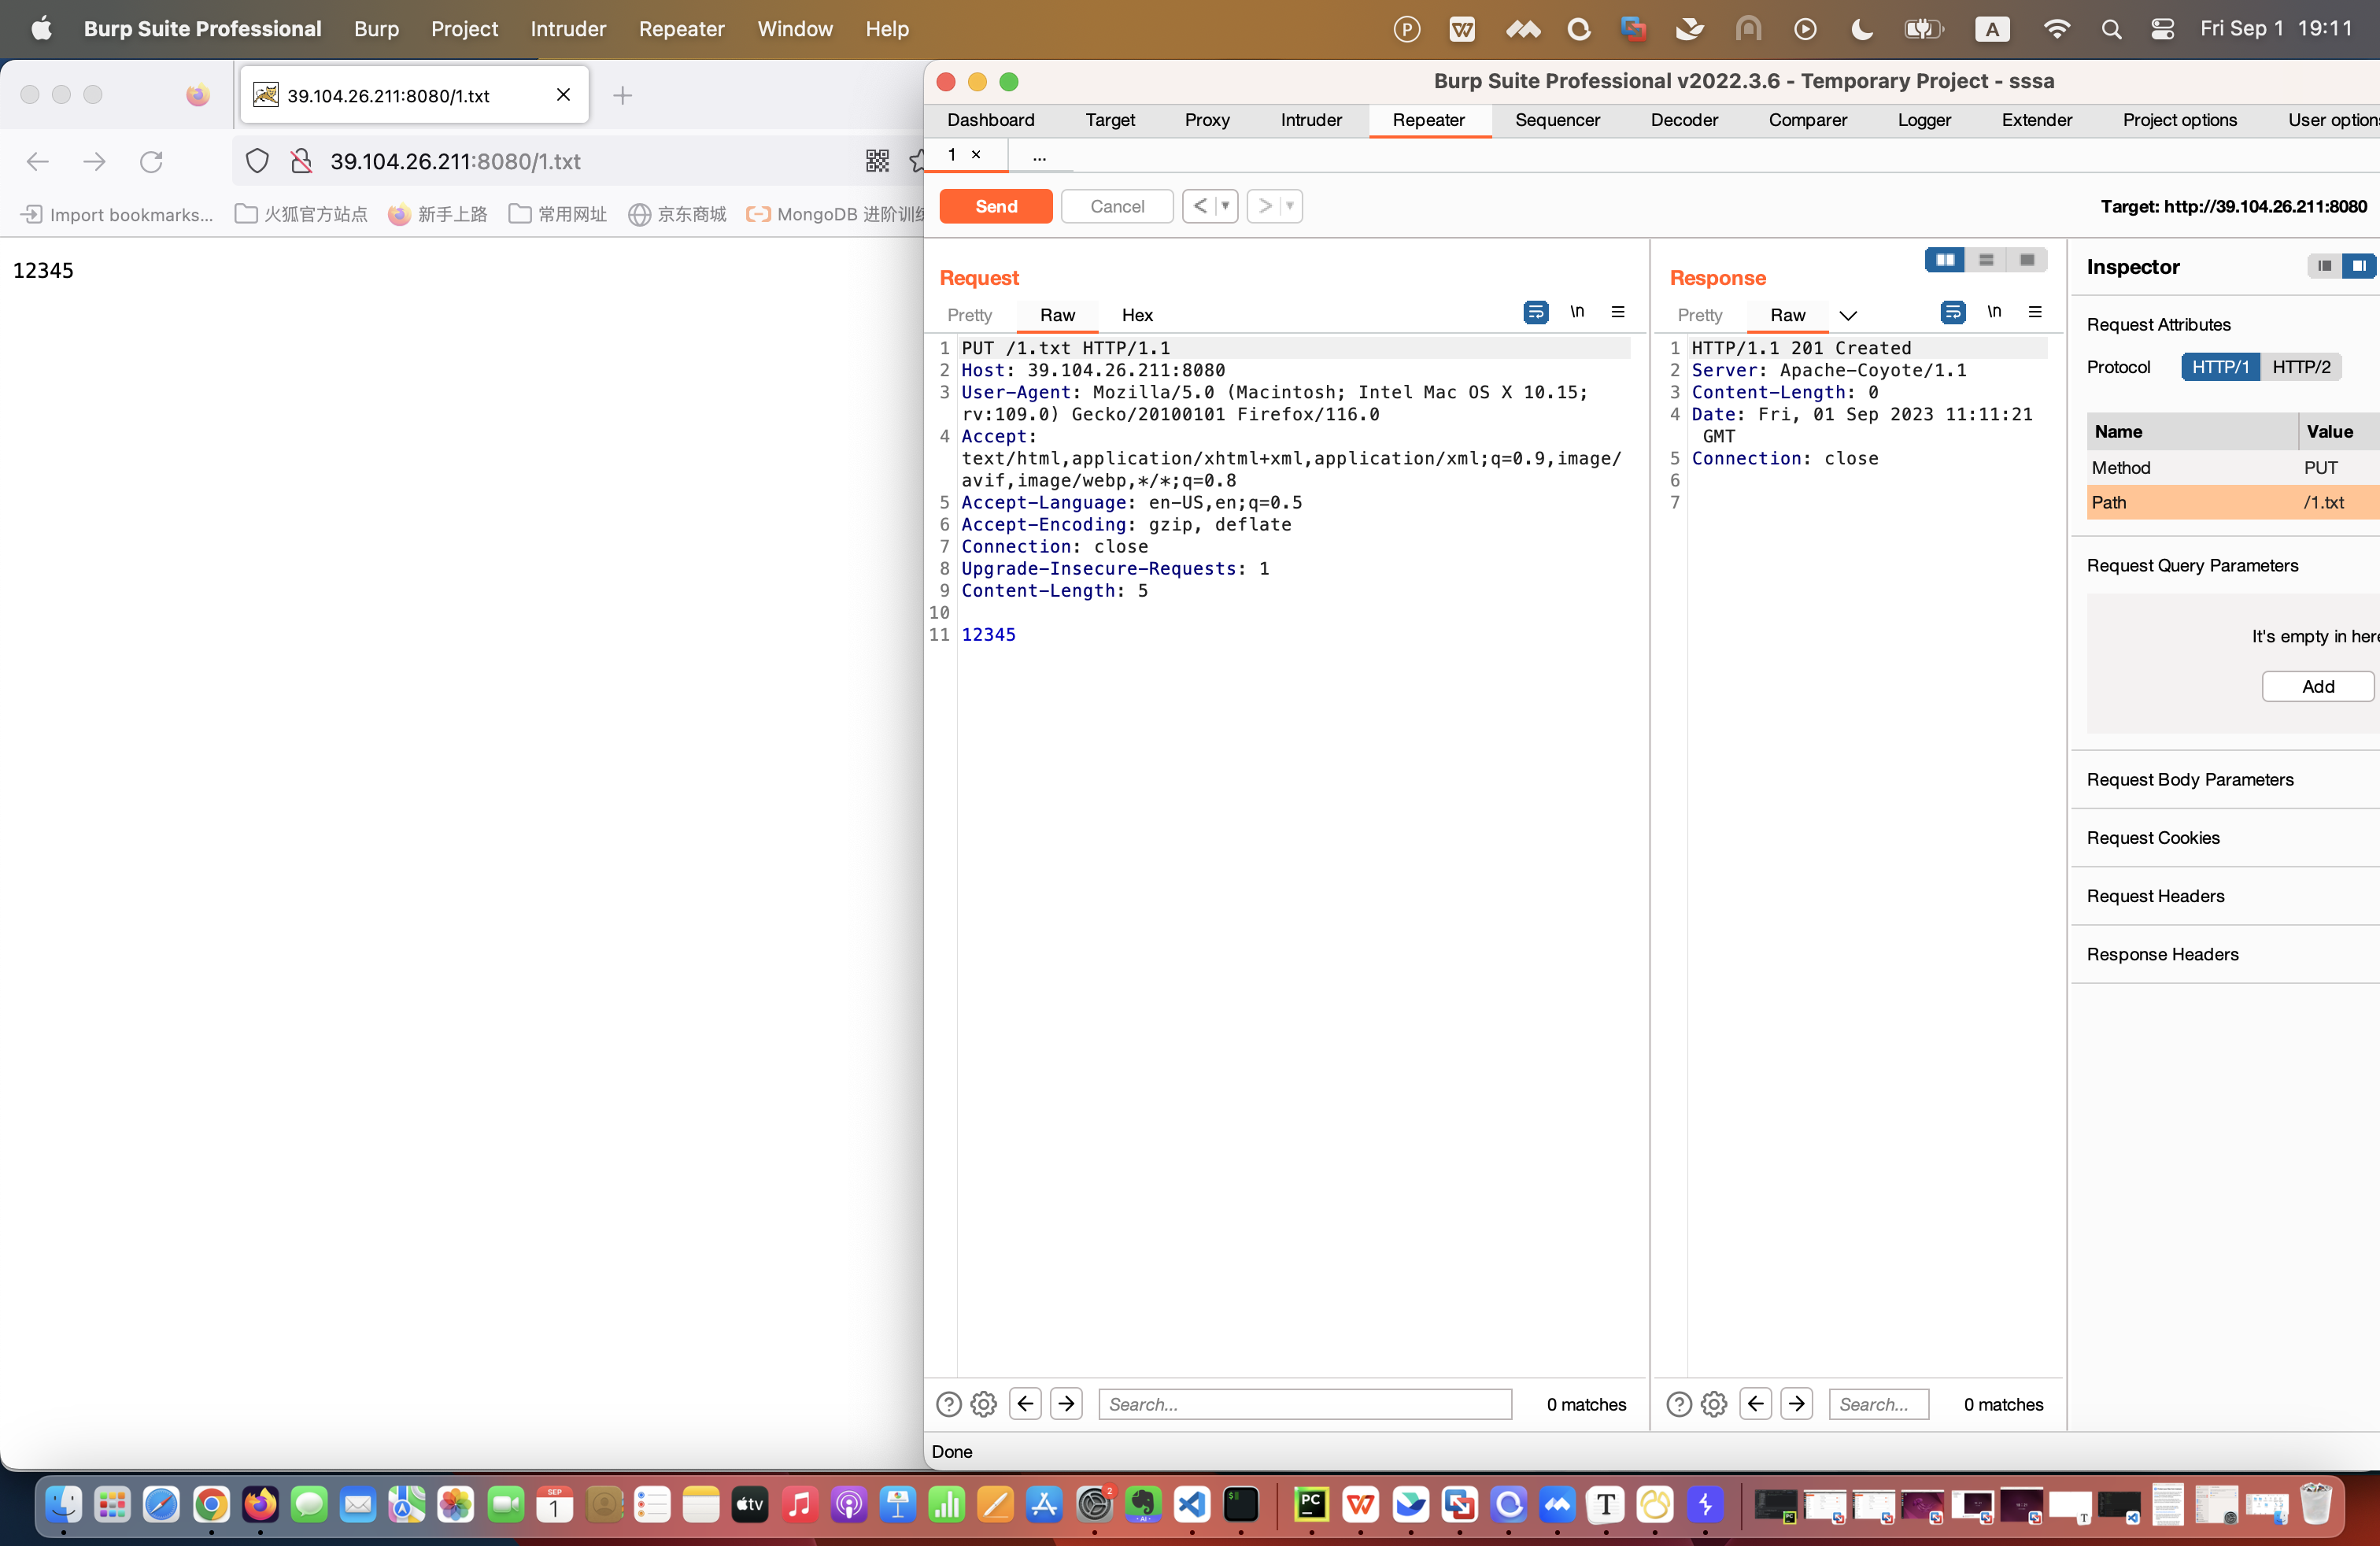 Burp Suite Professional Burp Project Intruder Repeater Window Help Fri Sep 1 19:11
39.104.26.211:8080/1.txt
39.104.26.211:8080/1.txt
Import bookmarks... 火狐官方站点 新手上路 常用网址 京东商城 MongoDB 进阶训练
12345
Burp Suite Professional v2022.3.6 - Temporary Project - sssa
Dashboard Target Proxy Intruder Repeater Sequencer Decoder Comparer Logger Extender Project options User option
1 × ...
Send Cancel < ▼ > ▼ Target: http://39.104.26.211:8080
Request
Pretty Raw Hex \n
1 PUT /1.txt HTTP/1.1
2 Host: 39.104.26.211:8080
3 User-Agent: Mozilla/5.0 (Macintosh; Intel Mac OS X 10.15;
rv:109.0) Gecko/20100101 Firefox/116.0
4 Accept:
text/html,application/xhtml+xml,application/xml;q=0.9,image/
avif,image/webp,*/*;q=0.8
5 Accept-Language: en-US,en;q=0.5
6 Accept-Encoding: gzip, deflate
7 Connection: close
8 Upgrade-Insecure-Requests: 1
9 Content-Length: 5
10
11 12345
Search... 0 matches
Response
Pretty Raw \n
1 HTTP/1.1 201 Created
2 Server: Apache-Coyote/1.1
3 Content-Length: 0
4 Date: Fri, 01 Sep 2023 11:11:21
GMT
5 Connection: close
6
7
Search... 0 matches
Inspector
Request Attributes
Protocol HTTP/1 HTTP/2
Name Value
Method PUT
Path /1.txt
Request Query Parameters
It's empty in here
Add
Request Body Parameters
Request Cookies
Request Headers
Response Headers
Done
SEP
1
tv
2
AI
PC
T